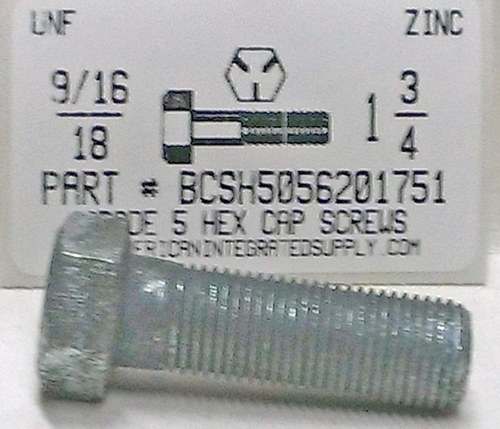 UNF ZINC
9/16 3
18 1 4
PART # BCSH5056201751
5 HEX CAP SCREWS